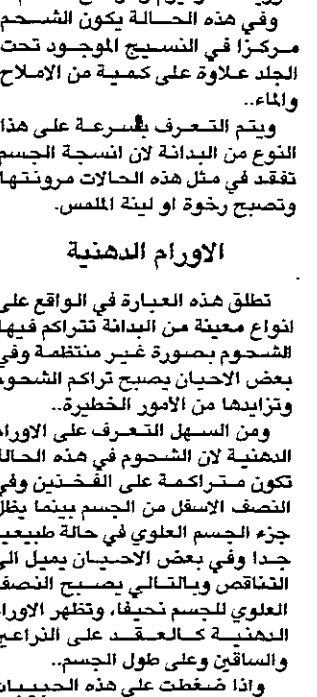 وفي هذه الحالة يكون الشحم
مركزا في النسيج الموجود تحت
الجلد علاوة على كمية من الاملاح
والماء..
ويتم التعرف بسرعة على هذا
النوع من البدانة لان انسجة الجسم
تفقد في مثل هذه الحالات مرونتها
وتصبح رخوة او لينة الملمس.
الاورام الدهنية
تطلق هذه العبارة في الواقع على
انواع معينة من البدانة تتراكم فيها
الشحوم بصورة غير منتظمة وفي
بعض الاحيان يصبح تراكم الشحوم
وتزايدها من الامور الخطيرة..
ومن السهل التعرف على الاورام
الدهنية لان الشحوم في هذه الحالة
تكون متراكمة على الفخذين وفي
النصف الاسفل من الجسم بينما يظل
جزء الجسم العلوي في حالة طبيعية
جدا وفي بعض الاحيان يميل الى
التناقص وبالتالي يصبح النصف
العلوي للجسم نحيفا، وتظهر الاورام
الدهنية كالعقد على الذراعين
والساقين وعلى طول الجسم..
واذا ضغطت على هذه الحبيبات